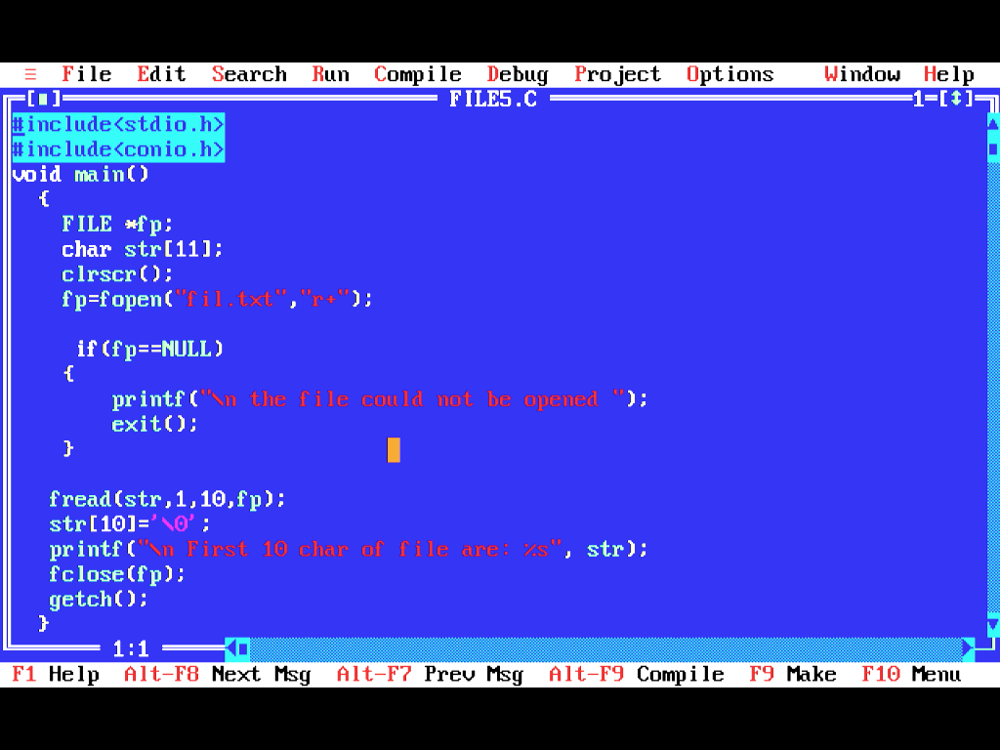 ≡ File Edit Search Run Compile Debug Project Options Window Help
[■] FILE5.C 1=[↕]
#include<stdio.h>
#include<conio.h>
void main()
{
FILE *fp;
char str[11];
clrscr();
fp=fopen("fil.txt","r+");
if(fp==NULL)
{
printf("\n the file could not be opened ");
exit();
}
fread(str,1,10,fp);
str[10]='\0';
printf("\n First 10 char of file are: %s", str);
fclose(fp);
getch();
}
1:1
F1 Help Alt-F8 Next Msg Alt-F7 Prev Msg Alt-F9 Compile F9 Make F10 Menu